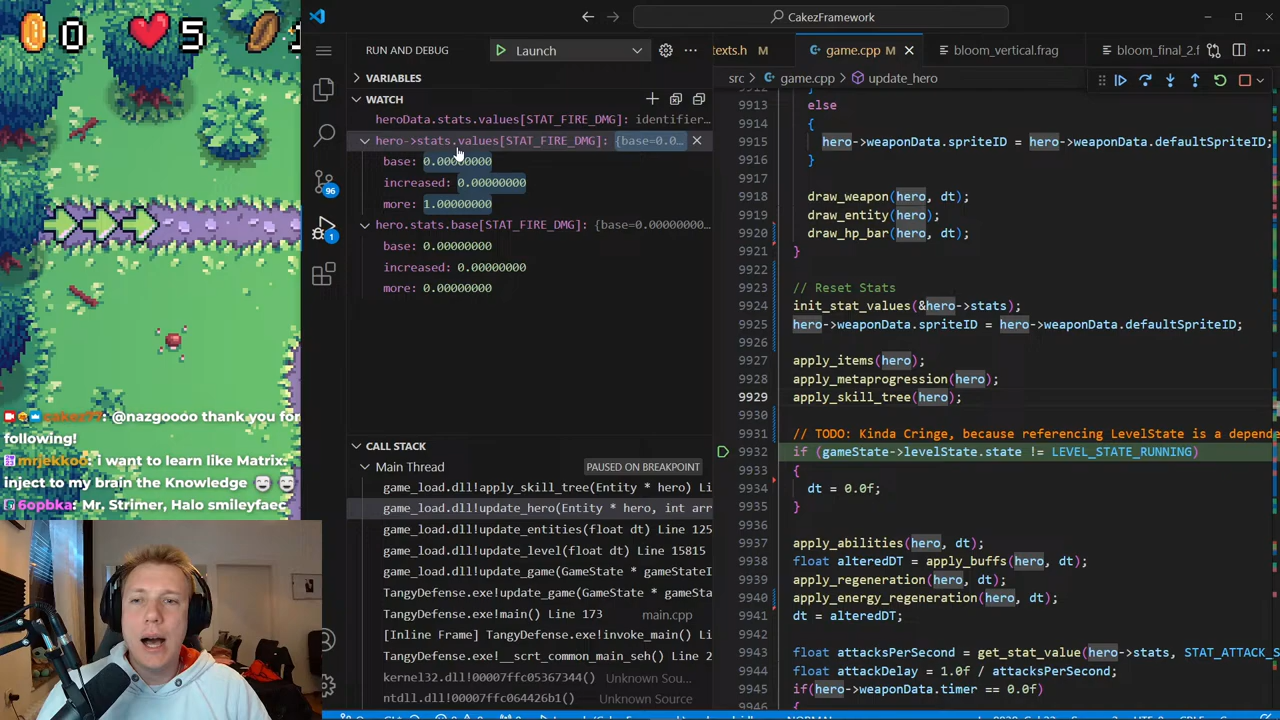 0
5
cakez77: @nazgoooo thank you for
following!
mrjekkoo: i want to learn like Matrix.
inject to my brain the Knowledge
6opbka: Mr, Strimer, Halo smileyfaec
CakezFramework
RUN AND DEBUG
Launch
VARIABLES
WATCH
heroData.stats.values[STAT_FIRE_DMG]: identifier…
hero->stats.values[STAT_FIRE_DMG]: {base=0.0…
base: 0.00000000
increased: 0.00000000
more: 1.00000000
hero.stats.base[STAT_FIRE_DMG]: {base=0.00000000…
base: 0.00000000
increased: 0.00000000
more: 0.00000000
96
1
CALL STACK
Main Thread
PAUSED ON BREAKPOINT
game_load.dll!apply_skill_tree(Entity * hero) Li
game_load.dll!update_hero(Entity * hero, int arr
game_load.dll!update_entities(float dt) Line 125
game_load.dll!update_level(float dt) Line 15815
game_load.dll!update_game(GameState * gameStateI
TangyDefense.exe!update_game(GameState * gameSta
TangyDefense.exe!main() Line 173 main.cpp
[Inline Frame] TangyDefense.exe!invoke_main() Li
TangyDefense.exe!__scrt_common_main_seh() Line 2
kernel32.dll!00007ffc05367344() Unknown Sou…
ntdll.dll!00007ffc064426b1() Unknown Source
texts.h M
game.cpp M
bloom_vertical.frag
bloom_final_2.f
src > game.cpp > update_hero
9912 }
9913 else
9914 {
9915 hero->weaponData.spriteID = hero->weaponData.defaultSpriteID;
9916 }
9917
9918 draw_weapon(hero, dt);
9919 draw_entity(hero);
9920 draw_hp_bar(hero, dt);
9921 }
9922
9923 // Reset Stats
9924 init_stat_values(&hero->stats);
9925 hero->weaponData.spriteID = hero->weaponData.defaultSpriteID;
9926
9927 apply_items(hero);
9928 apply_metaprogression(hero);
9929 apply_skill_tree(hero);
9930
9931 // TODO: Kinda Cringe, because referencing LevelState is a depende
9932 if (gameState->levelState.state != LEVEL_STATE_RUNNING)
9933 {
9934 dt = 0.0f;
9935 }
9936
9937 apply_abilities(hero, dt);
9938 float alteredDT = apply_buffs(hero, dt);
9939 apply_regeneration(hero, dt);
9940 apply_energy_regeneration(hero, dt);
9941 dt = alteredDT;
9942
9943 float attacksPerSecond = get_stat_value(hero->stats, STAT_ATTACK_S
9944 float attackDelay = 1.0f / attacksPerSecond;
9945 if(hero->weaponData.timer == 0.0f)
9946 {